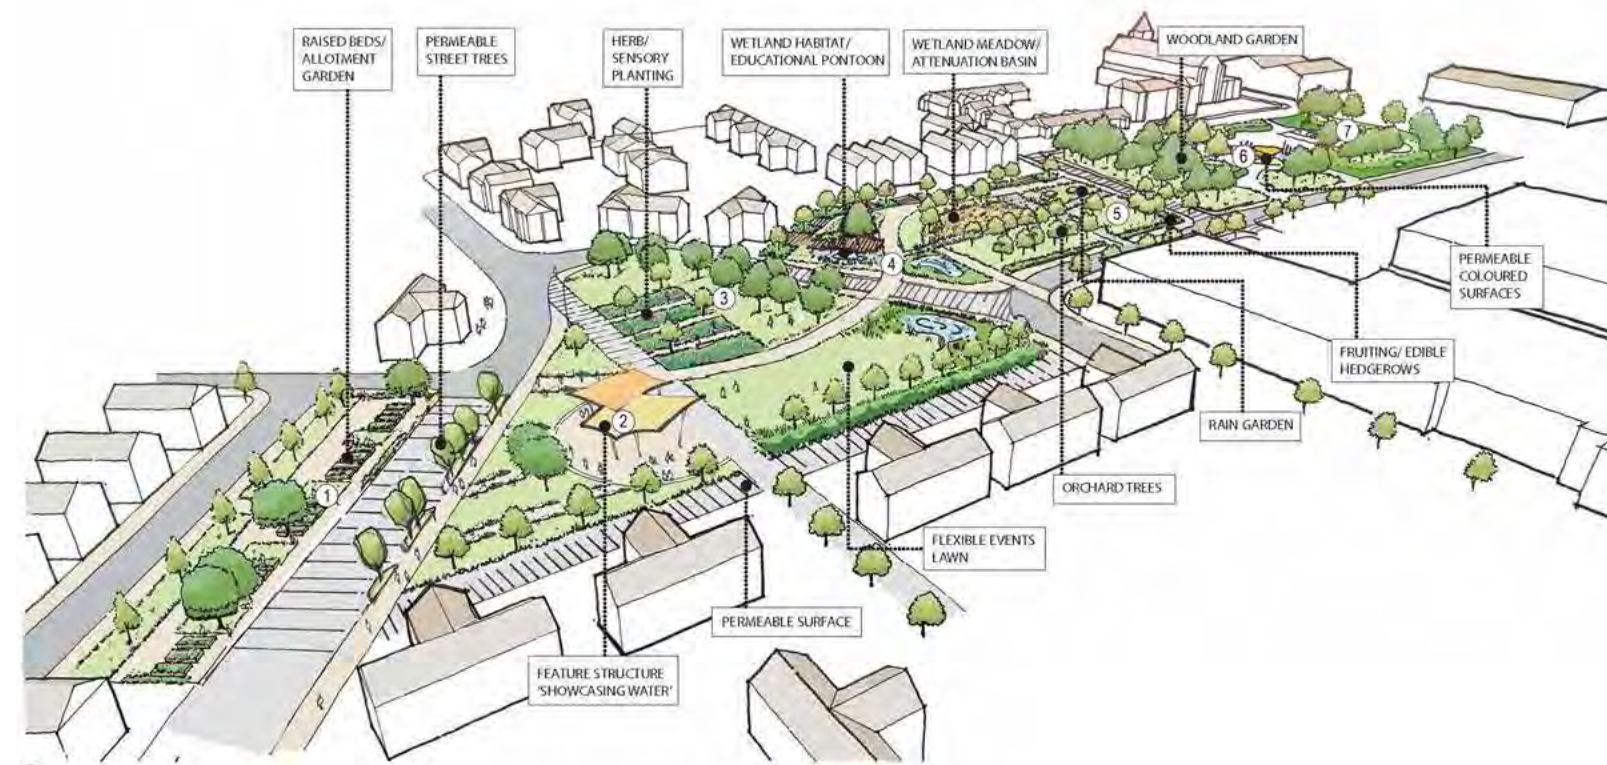 RAISED BEDS/
ALLOTMENT
GARDEN
PERMEABLE
STREET TREES
HERB/
SENSORY
PLANTING
WETLAND HABITAT/
EDUCATIONAL PONTOON
WETLAND MEADOW/
ATTENUATION BASIN
WOODLAND GARDEN
7
6
5
4
3
2
1
PERMEABLE
COLOURED
SURFACES
FRUITING/ EDIBLE
HEDGEROWS
RAIN GARDEN
ORCHARD TREES
FLEXIBLE EVENTS
LAWN
PERMEABLE SURFACE
FEATURE STRUCTURE
'SHOWCASING WATER'